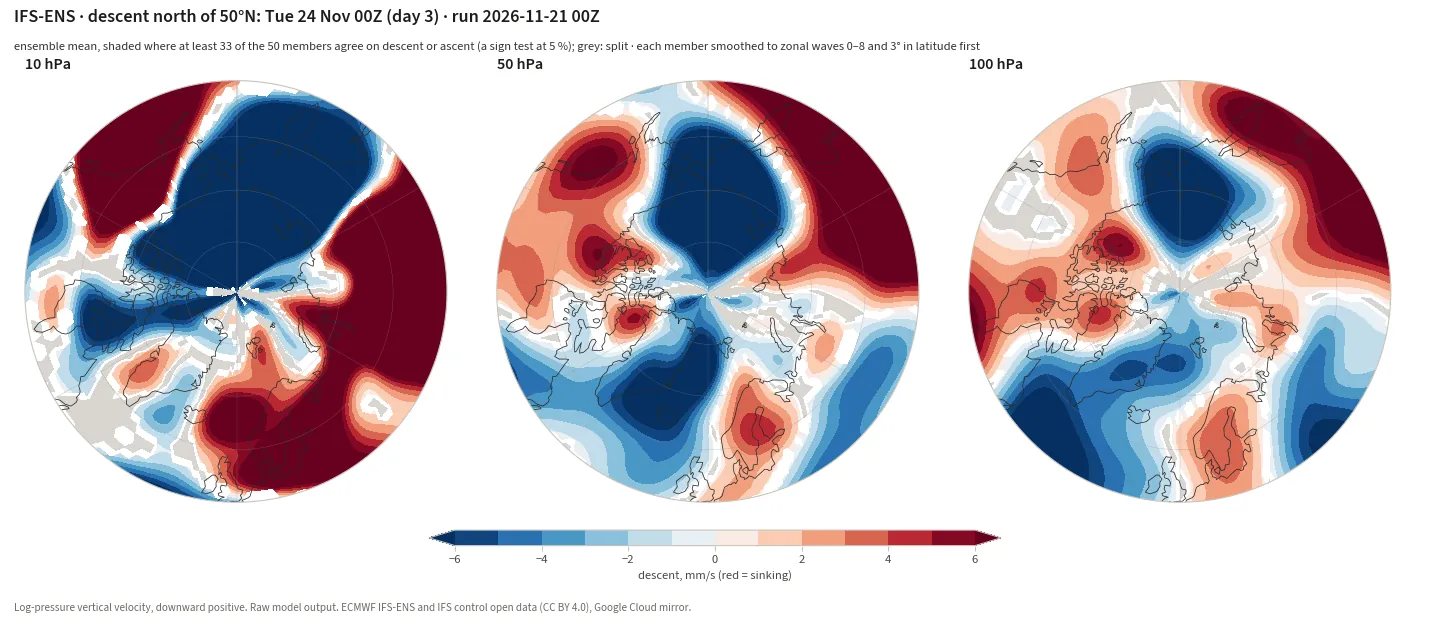 IFS-ENS · descent north of 50°N: Tue 24 Nov 00Z (day 3) · run 2026-11-21 00Z
ensemble mean, shaded where at least 33 of the 50 members agree on descent or ascent (a sign test at 5 %); grey: split · each member smoothed to zonal waves 0–8 and 3° in latitude first
10 hPa
50 hPa
100 hPa
−6 −4 −2 0 2 4 6
descent, mm/s (red = sinking)
Log-pressure vertical velocity, downward positive. Raw model output. ECMWF IFS-ENS and IFS control open data (CC BY 4.0), Google Cloud mirror.